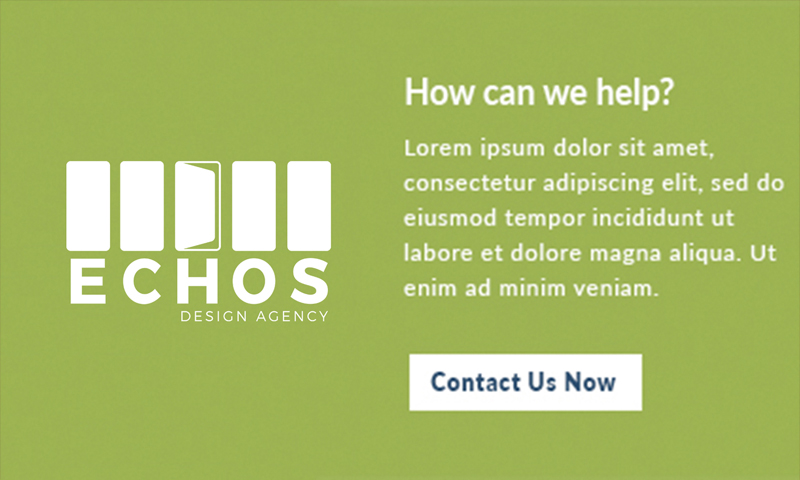 ECHOS
DESIGN AGENCY
How can we help?
Lorem ipsum dolor sit amet,
consectetur adipiscing elit, sed do
eiusmod tempor incididunt ut
labore et dolore magna aliqua. Ut
enim ad minim veniam.
Contact Us Now